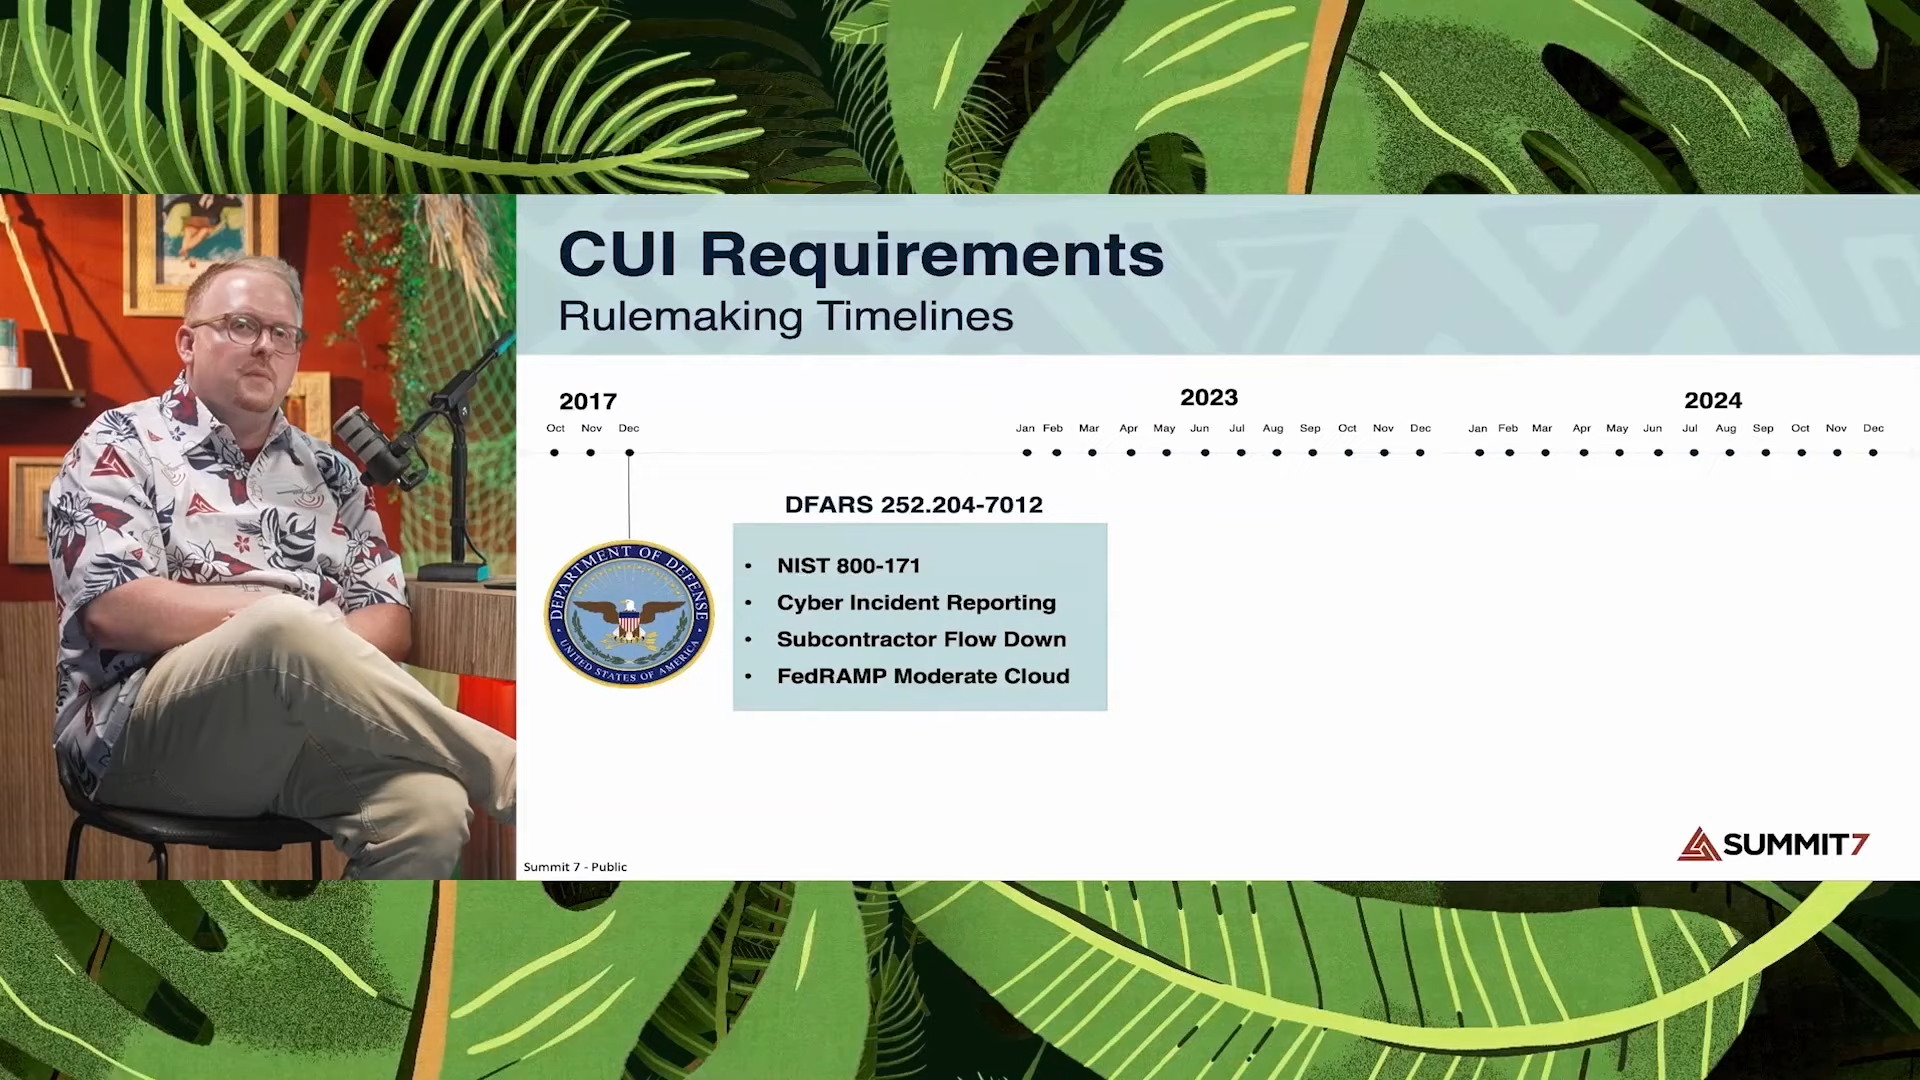 CUI Requirements
Rulemaking Timelines
2017
2023
2024
Oct Nov Dec
Jan Feb Mar Apr May Jun Jul Aug Sep Oct Nov Dec
Jan Feb Mar Apr May Jun Jul Aug Sep Oct Nov Dec
DFARS 252.204-7012
DEPARTMENT OF DEFENSE
UNITED STATES OF AMERICA
• NIST 800-171
• Cyber Incident Reporting
• Subcontractor Flow Down
• FedRAMP Moderate Cloud
SUMMIT7
Summit 7 - Public